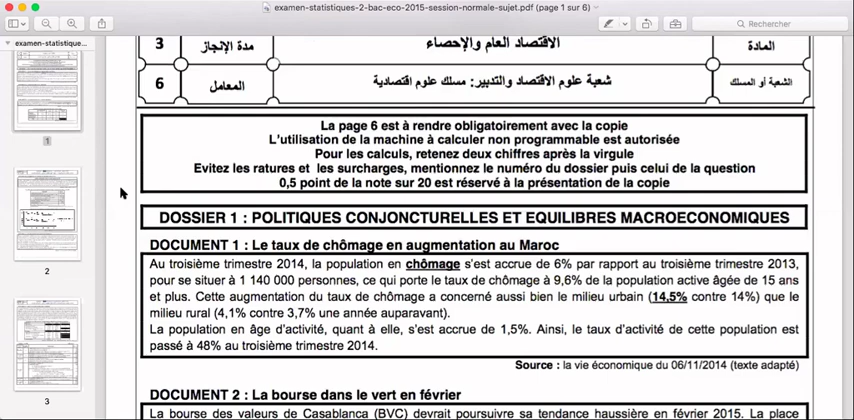 examen-statistiques-2-bac-eco-2015-session-normale-sujet.pdf (page 1 sur 6)
Rechercher
examen-statistique...
1
2
3
3 مدة الإنجاز الاقتصاد العام والإحصاء المادة
6 المعامل شعبة علوم الاقتصاد والتدبير: مسلك علوم اقتصادية الشعبة أو المسلك
La page 6 est à rendre obligatoirement avec la copie
L'utilisation de la machine à calculer non programmable est autorisée
Pour les calculs, retenez deux chiffres après la virgule
Evitez les ratures et les surcharges, mentionnez le numéro du dossier puis celui de la question
0,5 point de la note sur 20 est réservé à la présentation de la copie
DOSSIER 1 : POLITIQUES CONJONCTURELLES ET EQUILIBRES MACROECONOMIQUES
DOCUMENT 1 : Le taux de chômage en augmentation au Maroc
Au troisième trimestre 2014, la population en chômage s'est accrue de 6% par rapport au troisième trimestre 2013,
pour se situer à 1 140 000 personnes, ce qui porte le taux de chômage à 9,6% de la population active âgée de 15 ans
et plus. Cette augmentation du taux de chômage a concerné aussi bien le milieu urbain (14,5% contre 14%) que le
milieu rural (4,1% contre 3,7% une année auparavant).
La population en âge d'activité, quant à elle, s'est accrue de 1,5%. Ainsi, le taux d'activité de cette population est
passé à 48% au troisième trimestre 2014.
Source : la vie économique du 06/11/2014 (texte adapté)
DOCUMENT 2 : La bourse dans le vert en février
La bourse des valeurs de Casablanca (BVC) devrait poursuivre sa tendance haussière en février 2015. La place